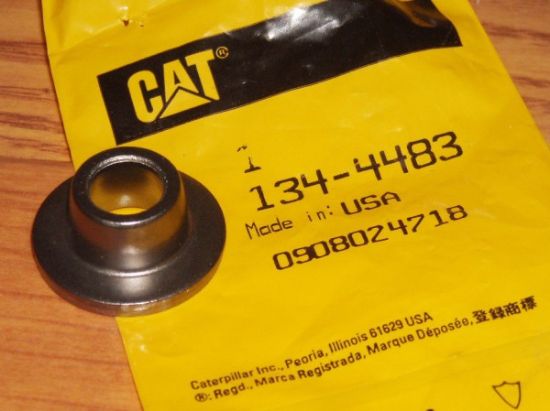 CAT®
1
134-4483
Made in: USA
0908024718
Caterpillar Inc., Peoria, Illinois 61629 USA
®: Regd., Marca Registrada, Marque Déposée, 登録商標